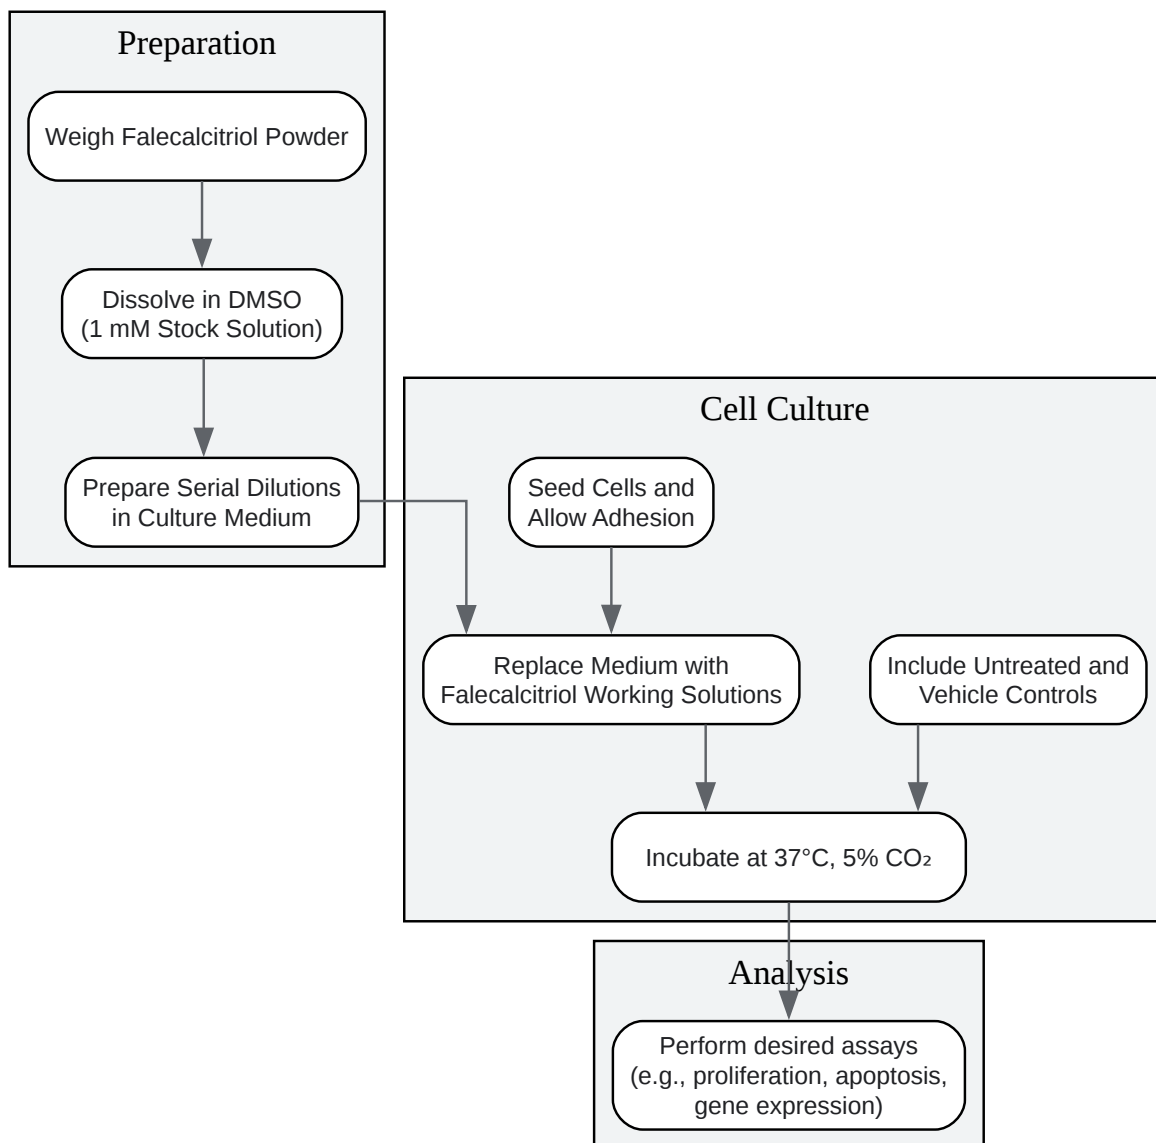 Preparation
Weigh Falecalcitriol Powder
Dissolve in DMSO
(1 mM Stock Solution)
Prepare Serial Dilutions
in Culture Medium
Cell Culture
Seed Cells and
Allow Adhesion
Replace Medium with
Falecalcitriol Working Solutions
Include Untreated and
Vehicle Controls
Incubate at 37°C, 5% CO₂
Analysis
Perform desired assays
(e.g., proliferation, apoptosis,
gene expression)